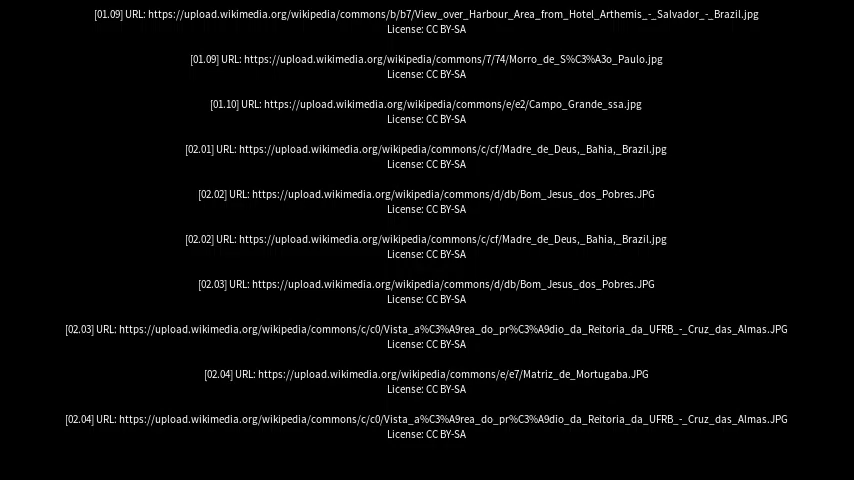 [01.09] URL: https://upload.wikimedia.org/wikipedia/commons/b/b7/View_over_Harbour_Area_from_Hotel_Arthemis_-_Salvador_-_Brazil.jpg
License: CC BY-SA
[01.09] URL: https://upload.wikimedia.org/wikipedia/commons/7/74/Morro_de_S%C3%A3o_Paulo.jpg
License: CC BY-SA
[01.10] URL: https://upload.wikimedia.org/wikipedia/commons/e/e2/Campo_Grande_ssa.jpg
License: CC BY-SA
[02.01] URL: https://upload.wikimedia.org/wikipedia/commons/c/cf/Madre_de_Deus,_Bahia,_Brazil.jpg
License: CC BY-SA
[02.02] URL: https://upload.wikimedia.org/wikipedia/commons/d/db/Bom_Jesus_dos_Pobres.JPG
License: CC BY-SA
[02.02] URL: https://upload.wikimedia.org/wikipedia/commons/c/cf/Madre_de_Deus,_Bahia,_Brazil.jpg
License: CC BY-SA
[02.03] URL: https://upload.wikimedia.org/wikipedia/commons/d/db/Bom_Jesus_dos_Pobres.JPG
License: CC BY-SA
[02.03] URL: https://upload.wikimedia.org/wikipedia/commons/c/c0/Vista_a%C3%A9rea_do_pr%C3%A9dio_da_Reitoria_da_UFRB_-_Cruz_das_Almas.JPG
License: CC BY-SA
[02.04] URL: https://upload.wikimedia.org/wikipedia/commons/e/e7/Matriz_de_Mortugaba.JPG
License: CC BY-SA
[02.04] URL: https://upload.wikimedia.org/wikipedia/commons/c/c0/Vista_a%C3%A9rea_do_pr%C3%A9dio_da_Reitoria_da_UFRB_-_Cruz_das_Almas.JPG
License: CC BY-SA